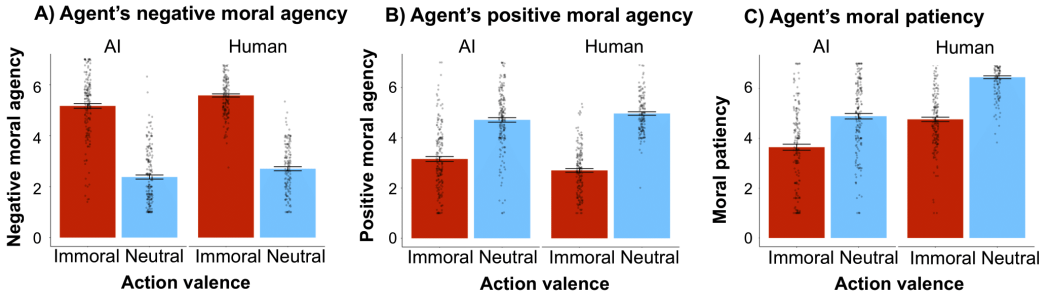 A) Agent's negative moral agency
AI Human
Negative moral agency
6
4
2
0
Immoral Neutral Immoral Neutral
Action valence
B) Agent's positive moral agency
AI Human
Positive moral agency
6
4
2
0
Immoral Neutral Immoral Neutral
Action valence
C) Agent's moral patiency
AI Human
Moral patiency
6
4
2
0
Immoral Neutral Immoral Neutral
Action valence